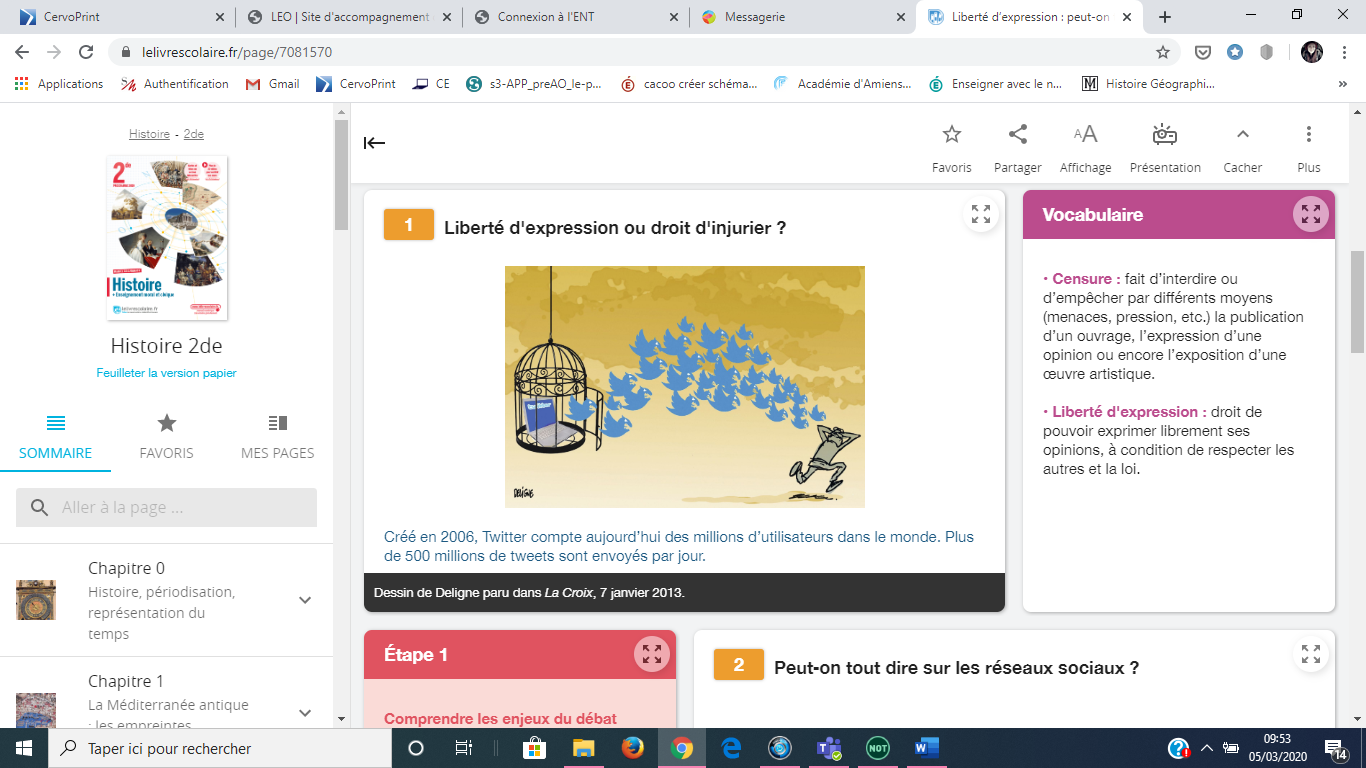 CervoPrint
LEO | Site d'accompagnement
Connexion à l'ENT
Messagerie
Liberté d'expression : peut-on
lelivrescolaire.fr/page/7081570
Applications
Authentification
Gmail
CervoPrint
CE
s3-APP_preAO_le-p...
cacoo créer schéma...
Académie d'Amiens...
Enseigner avec le n...
Histoire Géographi...
Histoire - 2de
2de
Histoire
lelivrescolaire.fr
Histoire 2de
Feuilleter la version papier
SOMMAIRE
FAVORIS
MES PAGES
Aller à la page ...
Chapitre 0
Histoire, périodisation,
représentation du
temps
Chapitre 1
La Méditerranée antique
: les empreintes
Favoris
Partager
AA
Affichage
Présentation
Cacher
Plus
1 Liberté d'expression ou droit d'injurier ?
DELIGNE
Créé en 2006, Twitter compte aujourd'hui des millions d'utilisateurs dans le monde. Plus
de 500 millions de tweets sont envoyés par jour.
Dessin de Deligne paru dans La Croix, 7 janvier 2013.
Vocabulaire
• Censure : fait d'interdire ou
d'empêcher par différents moyens
(menaces, pression, etc.) la publication
d'un ouvrage, l'expression d'une
opinion ou encore l'exposition d'une
œuvre artistique.
• Liberté d'expression : droit de
pouvoir exprimer librement ses
opinions, à condition de respecter les
autres et la loi.
Étape 1
Comprendre les enjeux du débat
2 Peut-on tout dire sur les réseaux sociaux ?
Taper ici pour rechercher
NOT
09:53
05/03/2020
14